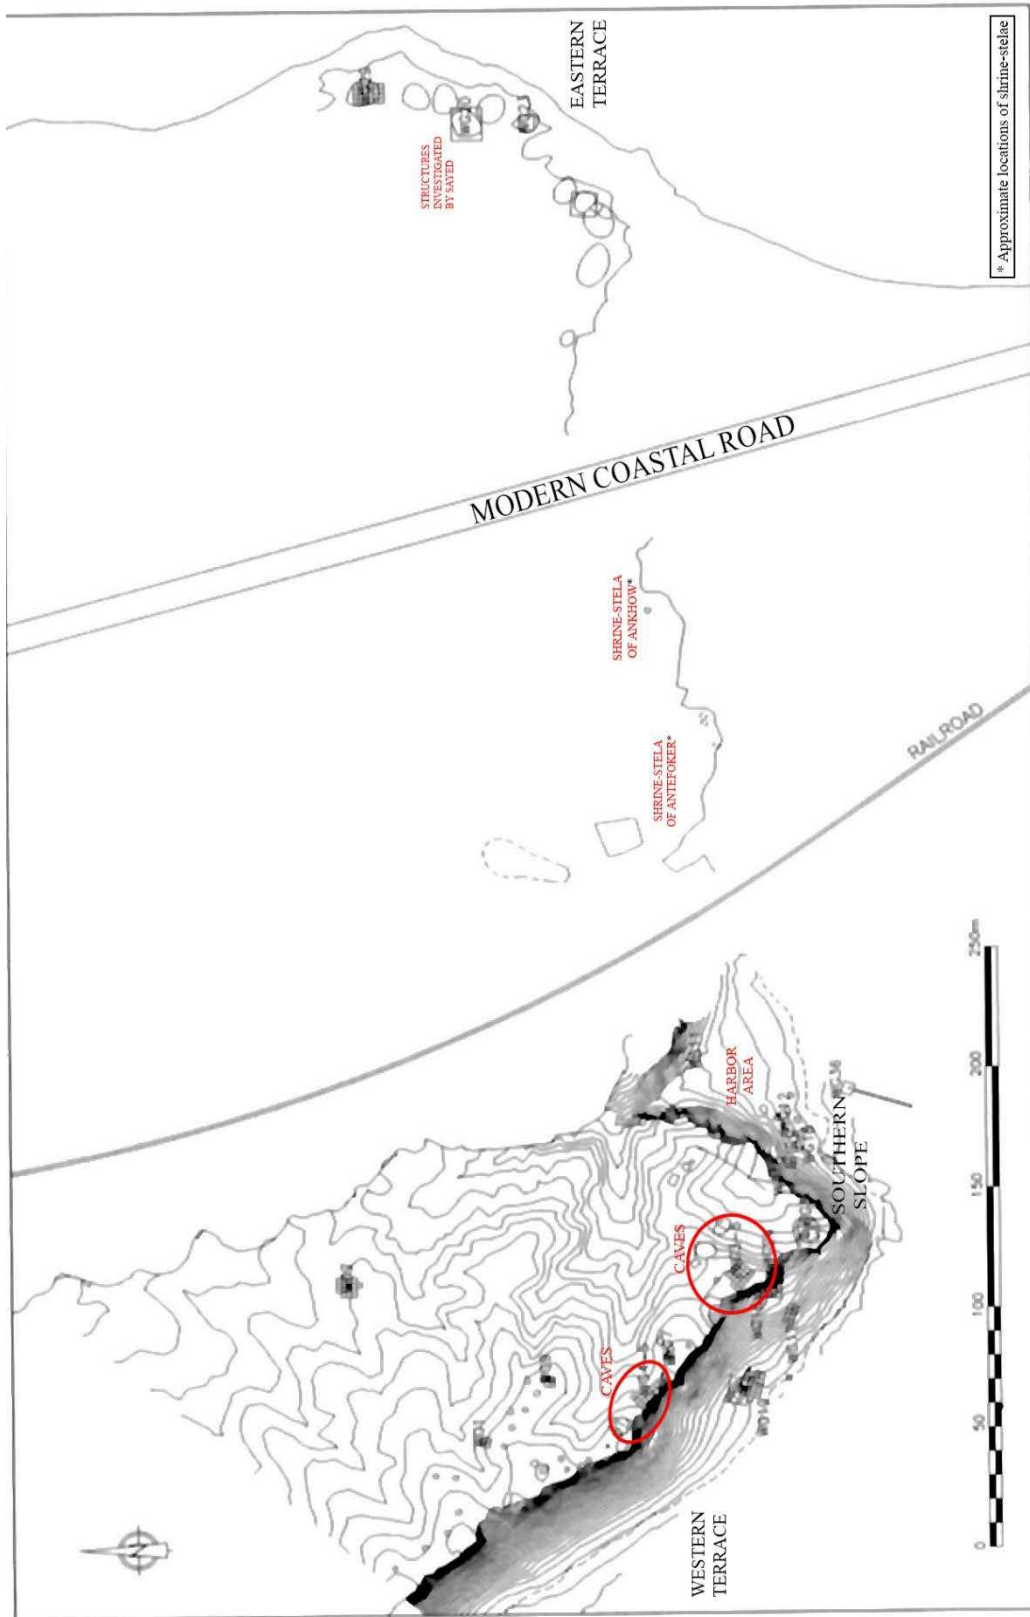 EASTERN
TERRACE
STRUCTURES
INVESTIGATED
BY SAYED
* Approximate locations of shrine-stelae
MODERN COASTAL ROAD
SHRINE-STELA
OF ANKHOW*
SHRINE-STELA
OF ANTEFOKER*
RAILROAD
HARBOR
AREA
SOUTHERN
SLOPE
CAVES
CAVES
WESTERN
TERRACE
N
0
50
100
150
200
250m